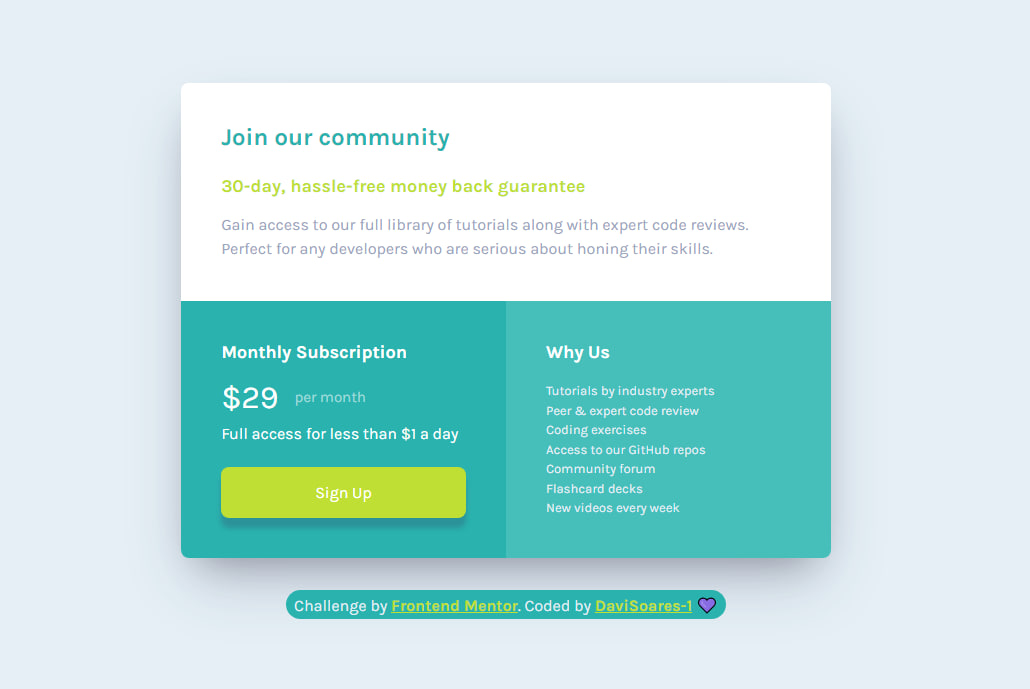 Join our community
30-day, hassle-free money back guarantee
Gain access to our full library of tutorials along with expert code reviews.
Perfect for any developers who are serious about honing their skills.
Monthly Subscription
$29 per month
Full access for less than $1 a day
Sign Up
Why Us
Tutorials by industry experts
Peer & expert code review
Coding exercises
Access to our GitHub repos
Community forum
Flashcard decks
New videos every week
Challenge by Frontend Mentor. Coded by DaviSoares-1 💜